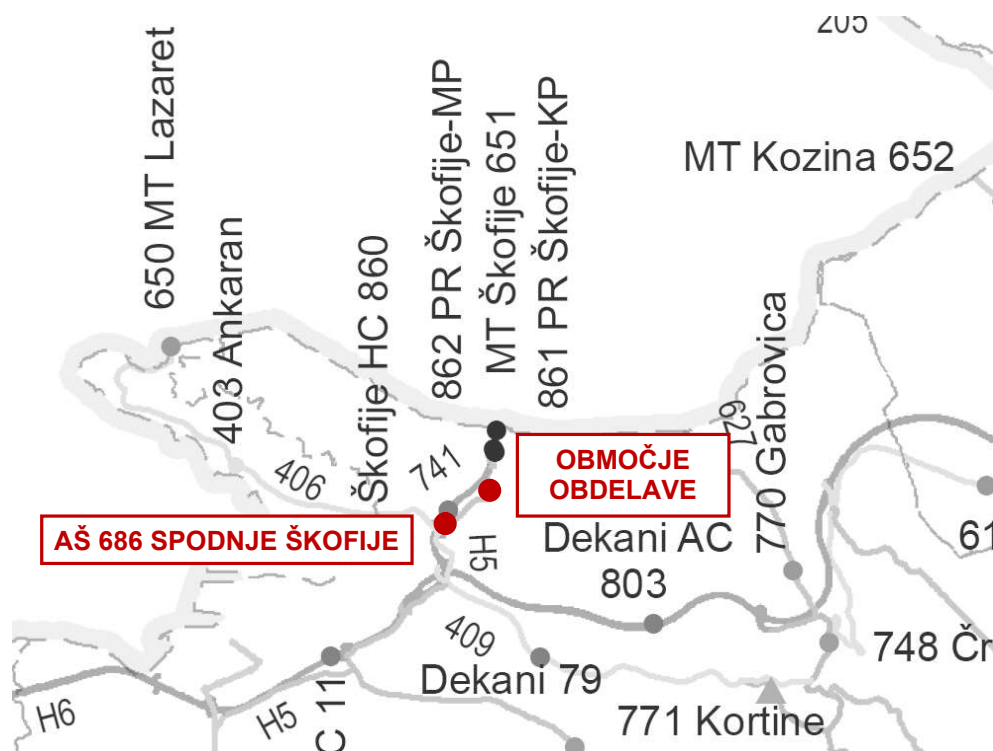 205
650 MT Lazaret
403 Ankaran
Škofije HC 860
862 PR Škofije-MP
MT Škofije 651
861 PR Škofije-KP
MT Kozina 652
627
770 Gabrovica
406
741
OBMOČJE
OBDELAVE
AŠ 686 SPODNJE ŠKOFIJE
H5
Dekani AC
803
61
409
Dekani 79
748 Čr
771 Kortine
H6
H5
C 11